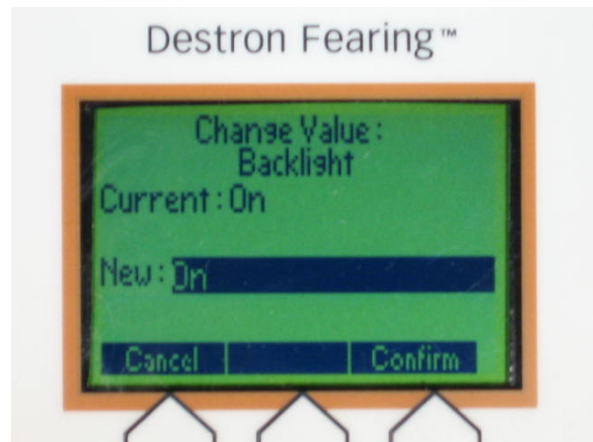 Destron Fearing™
Change Value:
Backlight
Current: On
New: On
Cancel Confirm